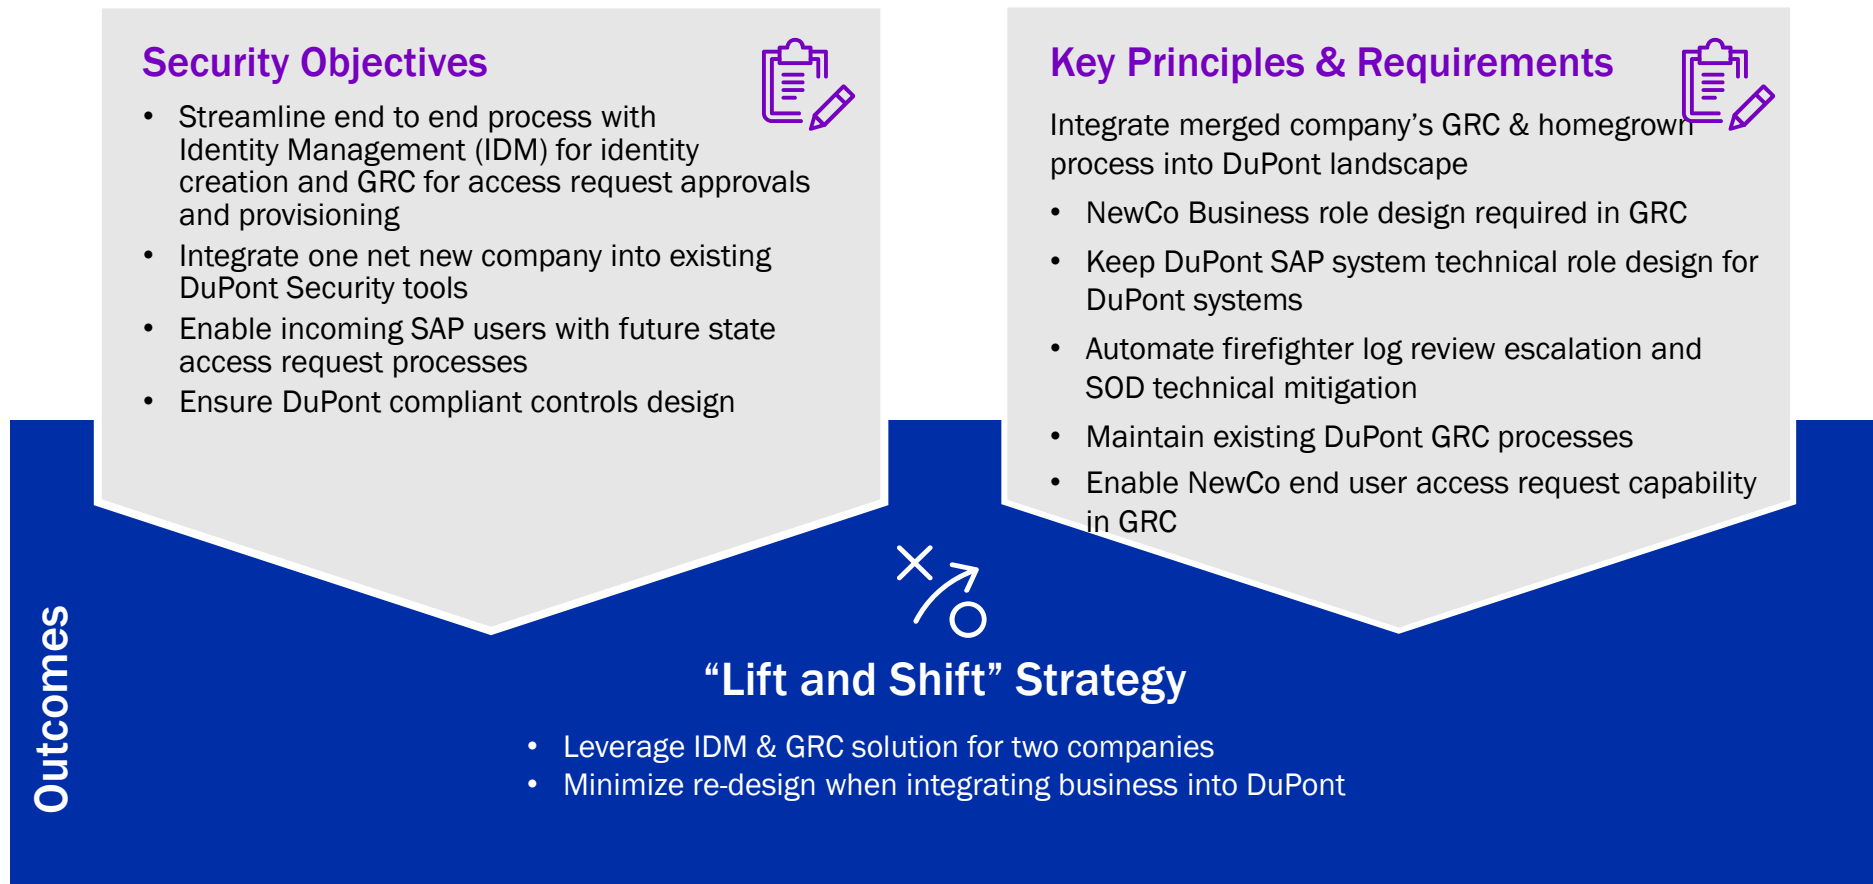 Security Objectives
• Streamline end to end process with
Identity Management (IDM) for identity
creation and GRC for access request approvals
and provisioning
• Integrate one net new company into existing
DuPont Security tools
• Enable incoming SAP users with future state
access request processes
• Ensure DuPont compliant controls design
Key Principles & Requirements
Integrate merged company’s GRC & homegrown
process into DuPont landscape
• NewCo Business role design required in GRC
• Keep DuPont SAP system technical role design for
DuPont systems
• Automate firefighter log review escalation and
SOD technical mitigation
• Maintain existing DuPont GRC processes
• Enable NewCo end user access request capability
in GRC
Outcomes
“Lift and Shift” Strategy
• Leverage IDM & GRC solution for two companies
• Minimize re-design when integrating business into DuPont